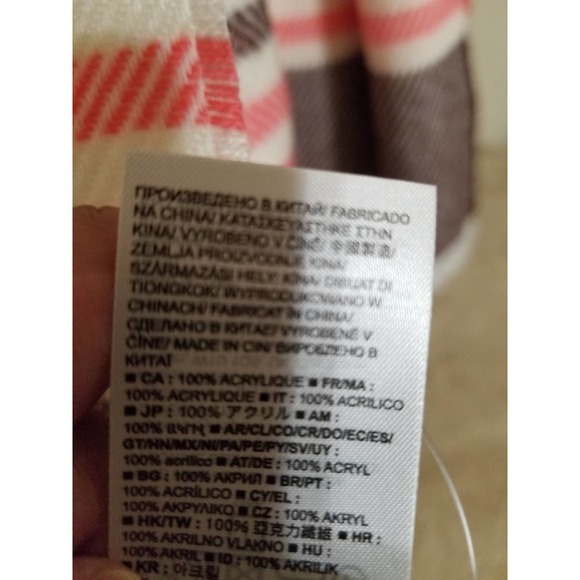 ПРОИЗВЕДЕНО В КИТАЙ/ FABRICADO
NA CHINA/ ΚΑΤΑΣΚΕΥΑΣΤΗΚΕ ΣΤΗΝ
ΚΙΝΑ/ VYROBENO V ČÍNĚ/ 中國製造/
ZEMLJA PROIZVODNJE KINA/
SZÁRMAZÁSI HELY: KÍNA/ DIBUAT DI
TIONGKOK/ WYPRODUKOWANO W
CHINACH/ FABRICAT ÎN CHINA/
СДЕЛАНО В КИТАЕ/ VYROBENÉ V
ČÍNE/ MADE IN CIN/ ВИРОБЛЕНО В
КИТАЇ
■ CA : 100% ACRYLIQUE ■ FR/MA :
100% ACRYLIQUE ■ IT : 100% ACRILICO
■ JP : 100% アクリル ■ AM :
100% ■ AR/CL/CO/CR/DO/EC/ES/
GT/HN/MX/NI/PA/PE/PY/SV/UY :
100% acrílico ■ AT/DE : 100% ACRYL
■ BG : 100% АКРИЛ ■ BR/PT :
100% ACRÍLICO ■ CY/EL :
100% ΑΚΡΥΛΙΚΟ ■ CZ : 100% AKRYL
■ HK/TW : 100% 亞克力纖維 ■ HR :
100% AKRILNO VLAKNO ■ HU :
100% AKRIL ■ ID : 100% AKRILIK
■ KR : 아크릴